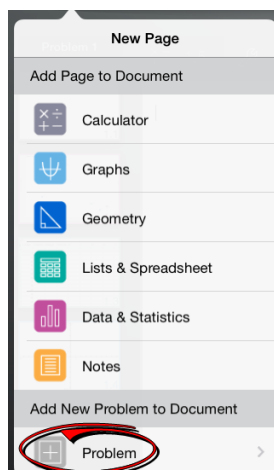 New Page
Add Page to Document
Calculator
Graphs
Geometry
Lists & Spreadsheet
Data & Statistics
Notes
Add New Problem to Document
Problem